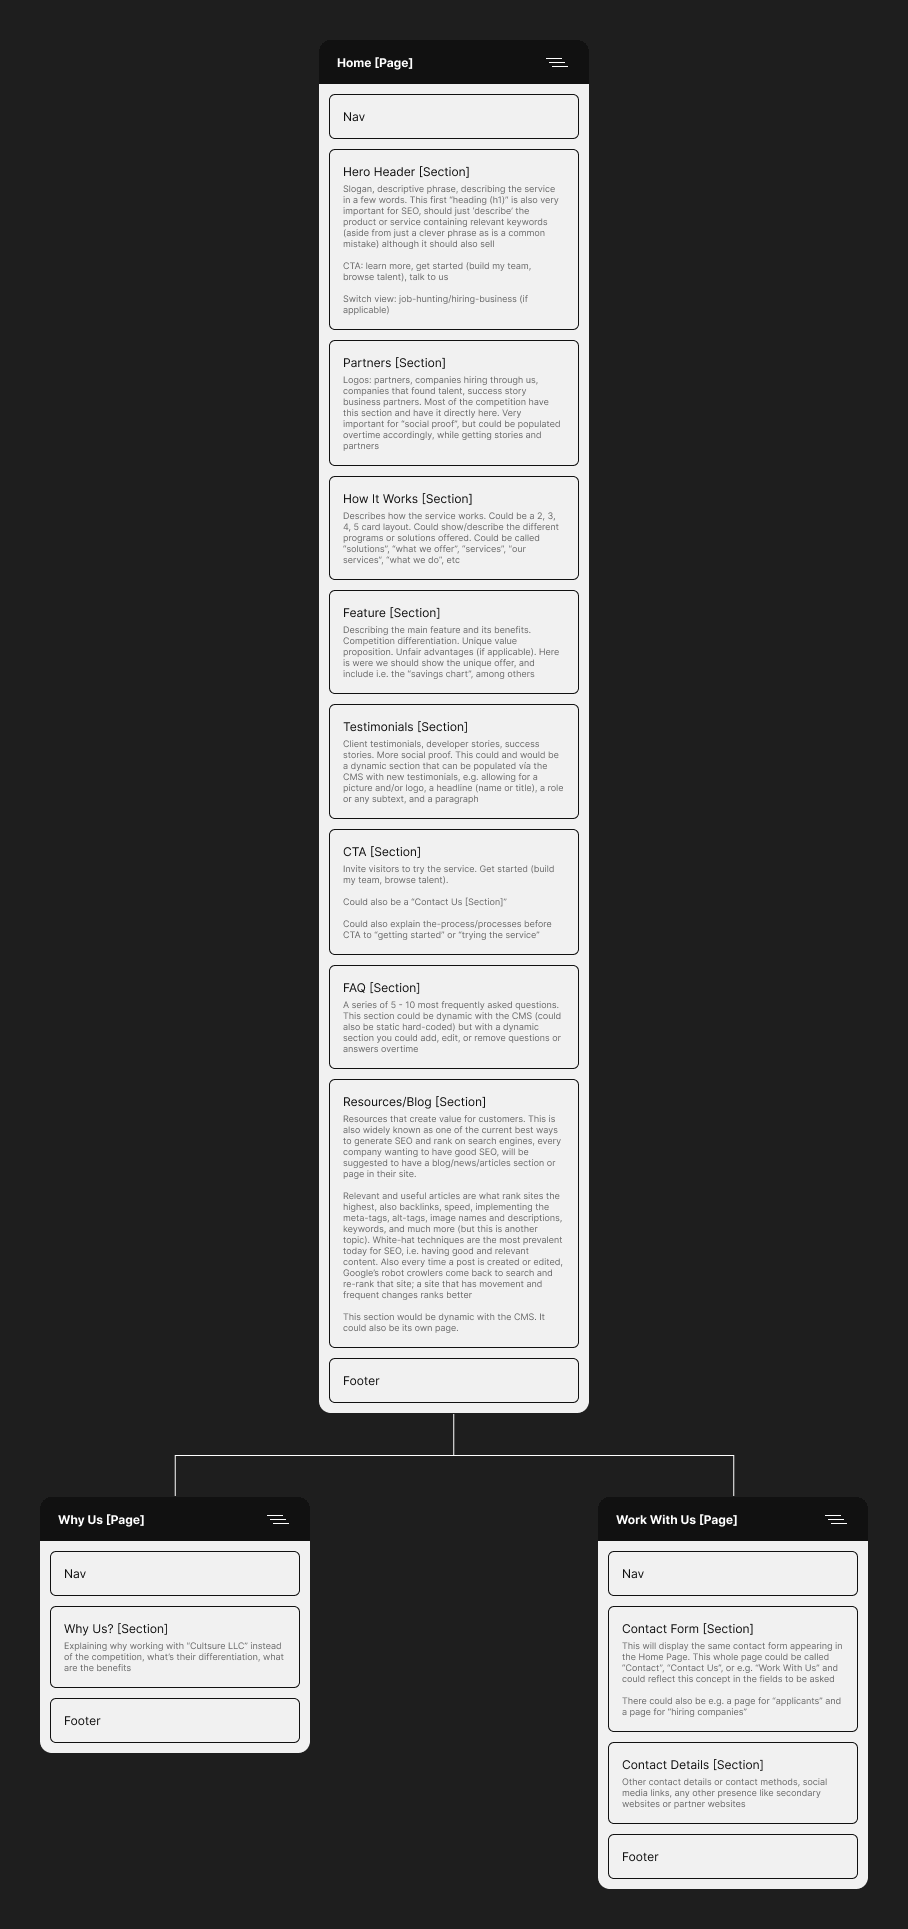 Home [Page]
Nav
Hero Header [Section]
Slogan, descriptive phrase, describing the service
in a few words. This first “heading (h1)” is also very
important for SEO, should just ‘describe’ the
product or service containing relevant keywords
(aside from just a clever phrase as is a common
mistake) although it should also sell
CTA: learn more, get started (build my team,
browse talent), talk to us
Switch view: job-hunting/hiring-business (if
applicable)
Partners [Section]
Logos: partners, companies hiring through us,
companies that found talent, success story
business partners. Most of the competition have
this section and have it directly here. Very
important for “social proof”, but could be populated
overtime accordingly, while getting stories and
partners
How It Works [Section]
Describes how the service works. Could be a 2, 3,
4, 5 card layout. Could show/describe the different
programs or solutions offered. Could be called
“solutions”, “what we offer”, “services”, “our
services”, “what we do”, etc
Feature [Section]
Describing the main feature and its benefits.
Competition differentiation. Unique value
proposition. Unfair advantages (if applicable). Here
is were we should show the unique offer, and
include i.e. the “savings chart”, among others
Testimonials [Section]
Client testimonials, developer stories, success
stories. More social proof. This could and would be
a dynamic section that can be populated vía the
CMS with new testimonials, e.g. allowing for a
picture and/or logo, a headline (name or title), a role
or any subtext, and a paragraph
CTA [Section]
Invite visitors to try the service. Get started (build
my team, browse talent).
Could also be a “Contact Us [Section]”
Could also explain the-process/processes before
CTA to “getting started” or “trying the service”
FAQ [Section]
A series of 5 - 10 most frequently asked questions.
This section could be dynamic with the CMS (could
also be static hard-coded) but with a dynamic
section you could add, edit, or remove questions or
answers overtime
Resources/Blog [Section]
Resources that create value for customers. This is
also widely known as one of the current best ways
to generate SEO and rank on search engines, every
company wanting to have good SEO, will be
suggested to have a blog/news/articles section or
page in their site.
Relevant and useful articles are what rank sites the
highest, also backlinks, speed, implementing the
meta-tags, alt-tags, image names and descriptions,
keywords, and much more (but this is another
topic). White-hat techniques are the most prevalent
today for SEO, i.e. having good and relevant
content. Also every time a post is created or edited,
Google’s robot crowlers come back to search and
re-rank that site; a site that has movement and
frequent changes ranks better
This section would be dynamic with the CMS. It
could also be its own page.
Footer
Why Us [Page]
Nav
Why Us? [Section]
Explaining why working with “Cultsure LLC” instead
of the competition, what’s their differentiation, what
are the benefits
Footer
Work With Us [Page]
Nav
Contact Form [Section]
This will display the same contact form appearing in
the Home Page. This whole page could be called
“Contact”, “Contact Us”, or e.g. “Work With Us” and
could reflect this concept in the fields to be asked
There could also be e.g. a page for “applicants” and
a page for “hiring companies”
Contact Details [Section]
Other contact details or contact methods, social
media links, any other presence like secondary
websites or partner websites
Footer